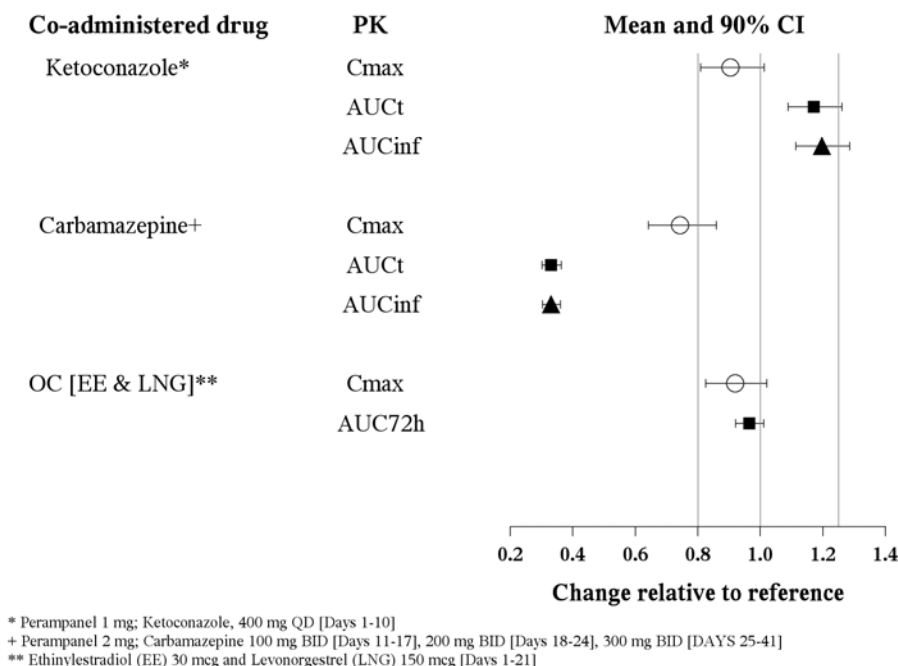 Co-administered drug PK Mean and 90% CI
Ketoconazole* Cmax
AUCt
AUCinf
Carbamazepine+ Cmax
AUCt
AUCinf
OC [EE & LNG]** Cmax
AUC72h
0.2 0.4 0.6 0.8 1.0 1.2 1.4
Change relative to reference
* Perampanel 1 mg; Ketoconazole, 400 mg QD [Days 1-10]
+ Perampanel 2 mg; Carbamazepine 100 mg BID [Days 11-17], 200 mg BID [Days 18-24], 300 mg BID [DAYS 25-41]
** Ethinylestradiol (EE) 30 mcg and Levonorgestrel (LNG) 150 mcg [Days 1-21]